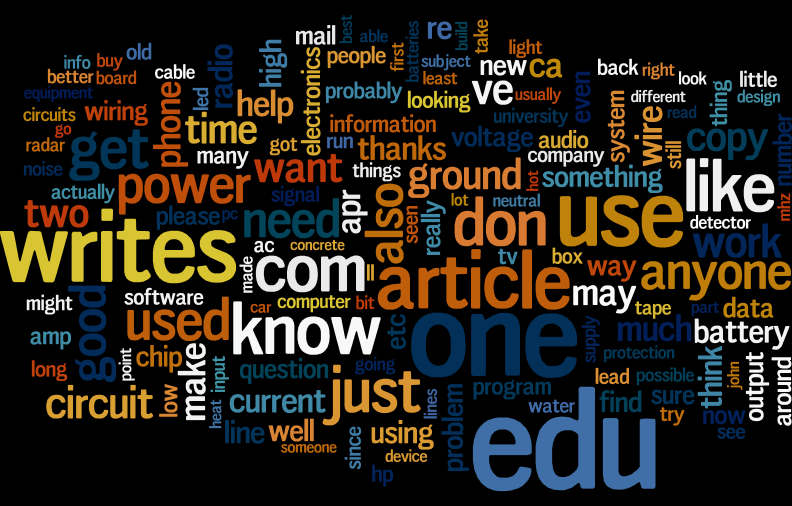 mail best able re build take
light
info buy old
better board cable
radio high electronics people first batteries subject least
new ca back right look little
equipment led probably looking ve usually even different thing design
circuits wiring phone help
information university system wire read number
go time run audio still copy
radar get got thanks voltage company
noise many want things ground hot something like mhz
actually power signal apr also lot neutral
two please pc need seen really don use detector
writes ac concrete tv box work
made com ll article way anyone
might software car computer bit may tape part data
good used know etc one supply much battery
amp point chip protection
long make input question going program lead possible think john output around
circuit low heat current just lines problem water find sure try now see
line well since using edu
someone device
hp